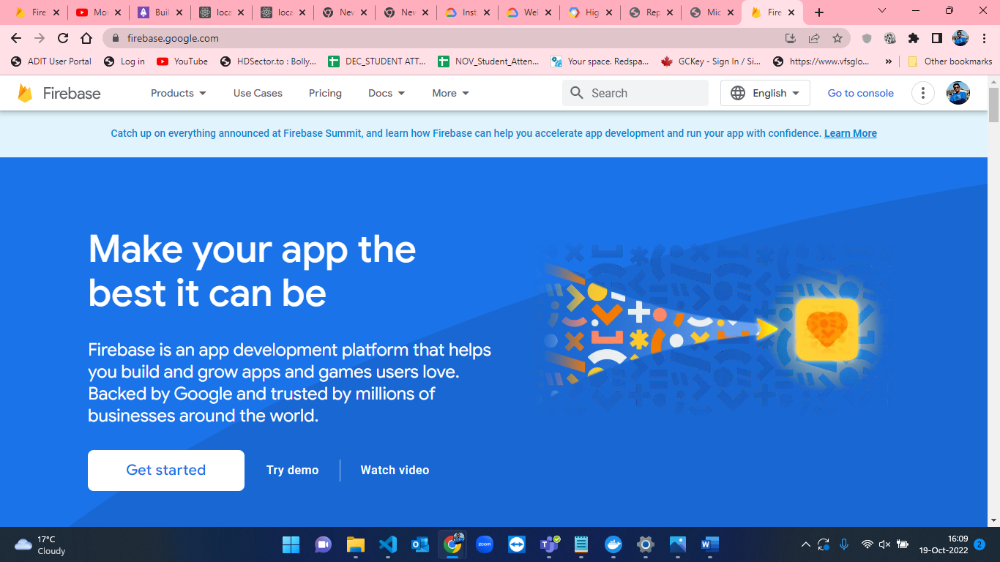 Fire Mo Buil loca loca Nev Nev Inst Wel Hig Rep Mic Fire
firebase.google.com
ADIT User Portal Log in YouTube HDSector.to : Bolly... DEC_STUDENT ATT... NOV_Student_Atten... Your space. Redspa... GCKey - Sign In / Si... https://www.vfsglo... » Other bookmarks
Firebase Products Use Cases Pricing Docs More Search English Go to console
Catch up on everything announced at Firebase Summit, and learn how Firebase can help you accelerate app development and run your app with confidence. Learn More
Make your app the
best it can be
Firebase is an app development platform that helps
you build and grow apps and games users love.
Backed by Google and trusted by millions of
businesses around the world.
Get started Try demo Watch video
17°C
Cloudy
zoom
16:09
19-Oct-2022 2